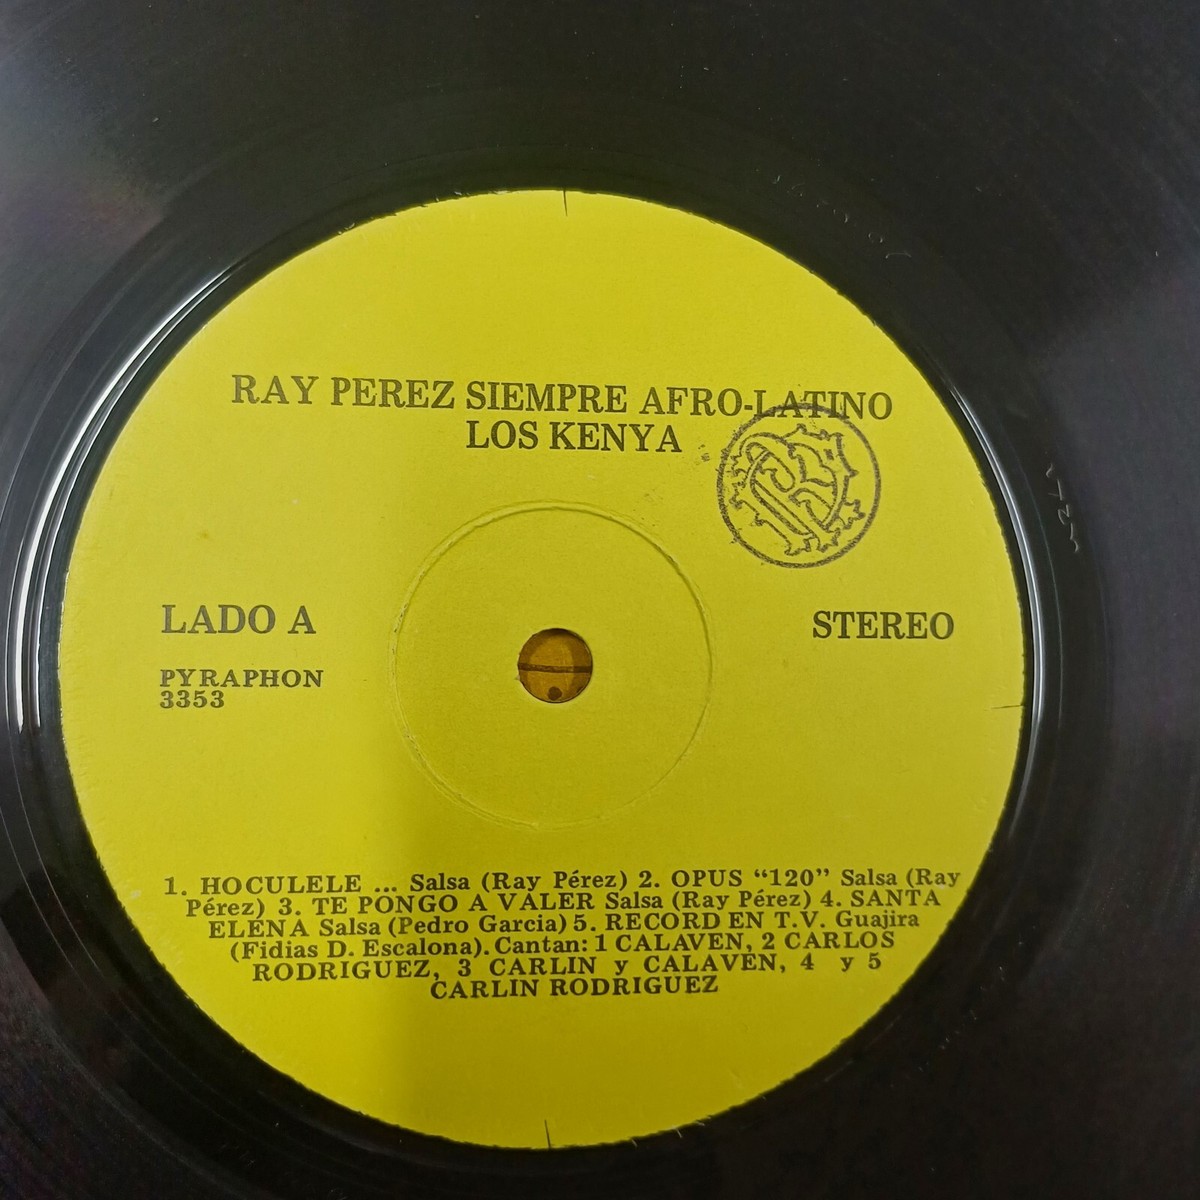 RAY PEREZ SIEMPRE AFRO-LATINO
LOS KENYA
LADO A
STEREO
PYRAPHON
3353
1. HOCULELE ... Salsa (Ray Pérez) 2. OPUS “120” Salsa (Ray
Pérez) 3. TE PONGO A VALER Salsa (Ray Pérez) 4. SANTA
ELENA Salsa (Pedro Garcia) 5. RECORD EN T.V. Guajira
(Fidias D. Escalona). Cantan: 1 CALAVEN, 2 CARLOS
RODRIGUEZ, 3 CARLIN y CALAVEN, 4 y 5
CARLIN RODRIGUEZ